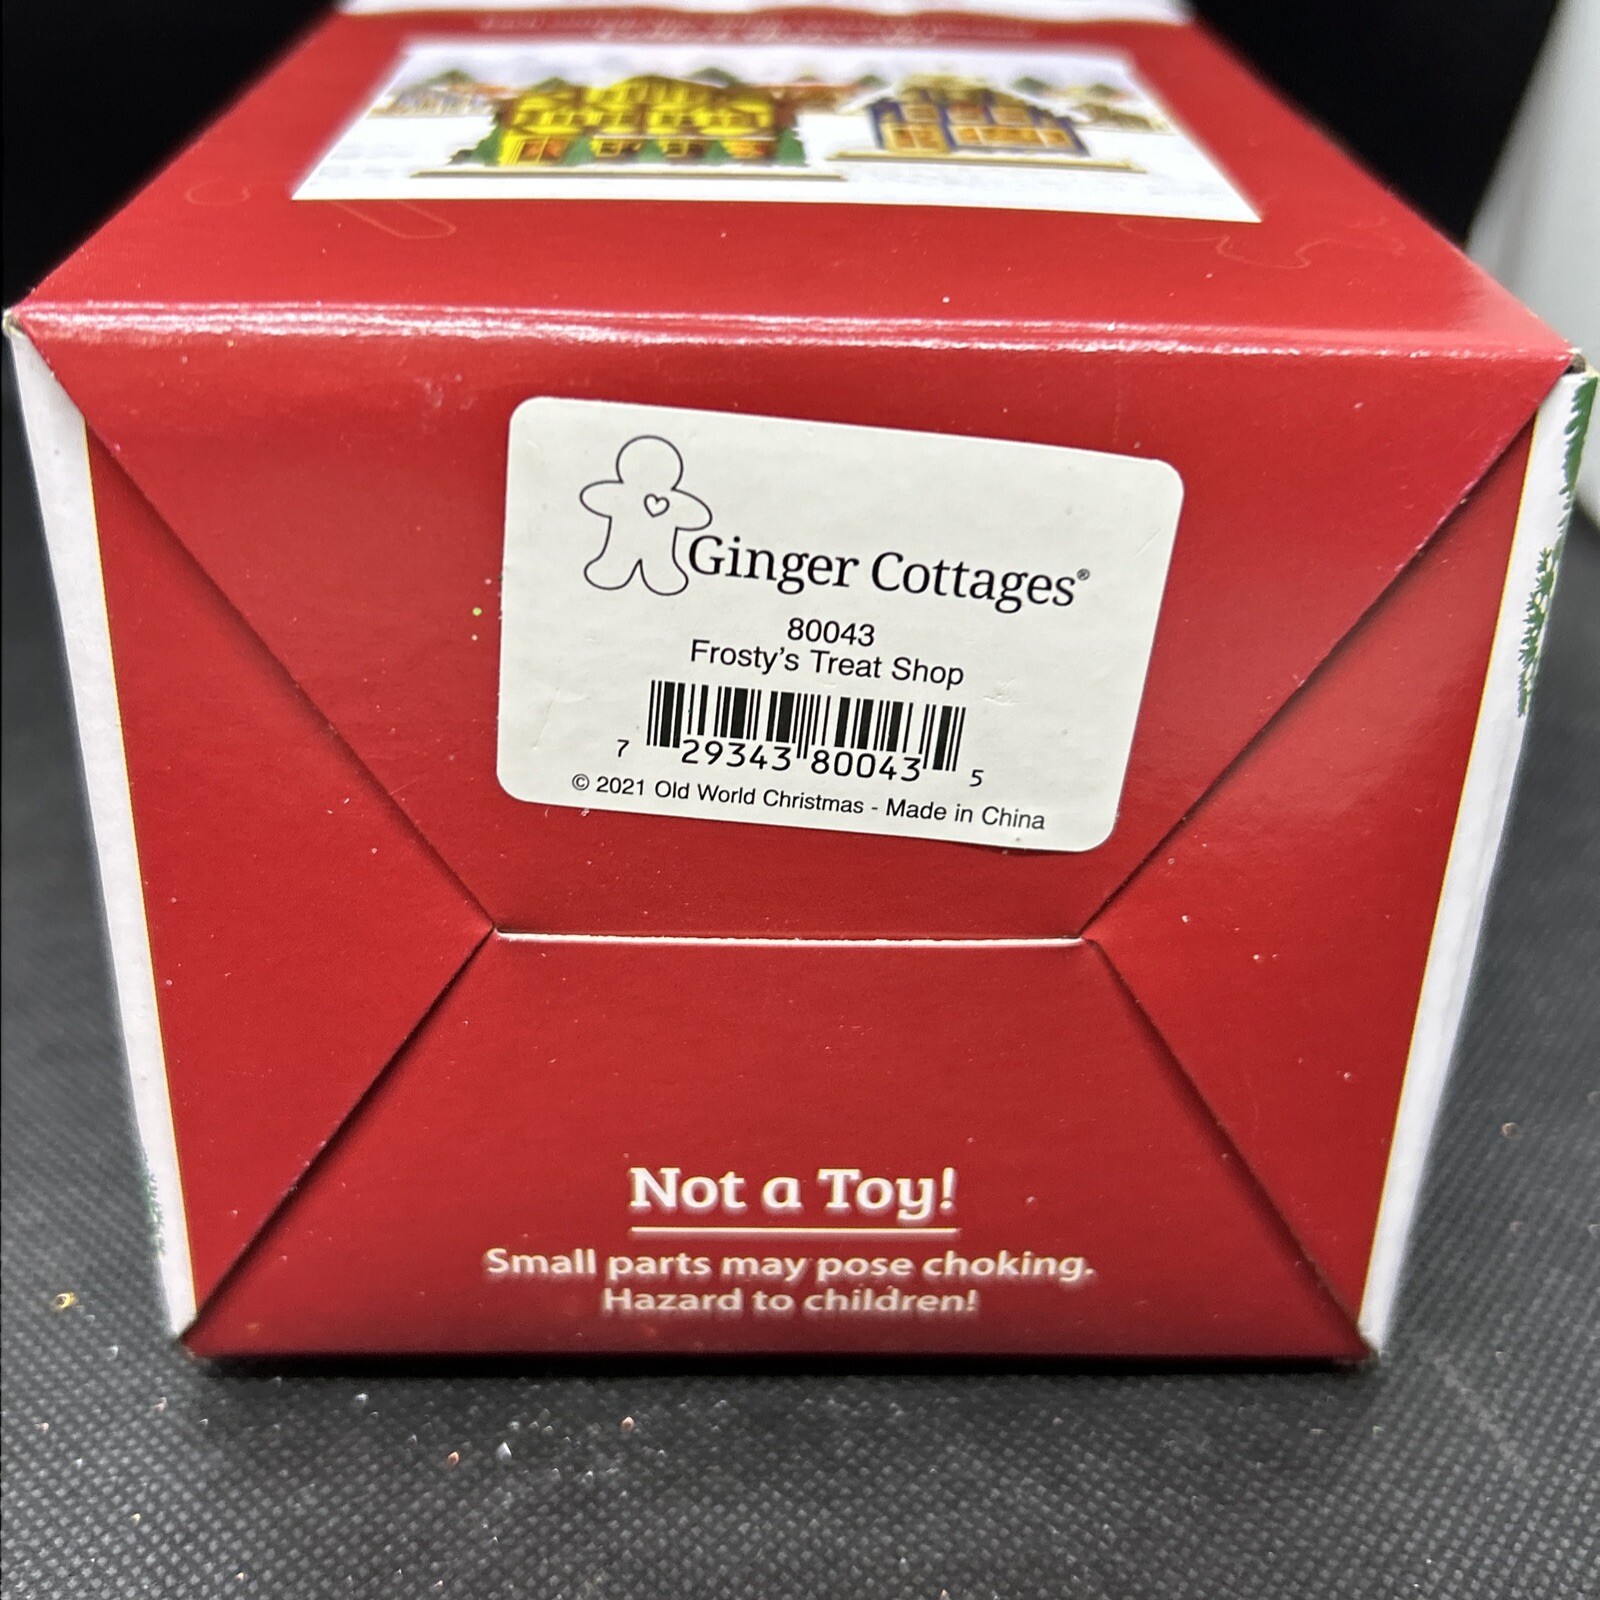 Ginger Cottages®
80043
Frosty's Treat Shop
7 29343 80043 5
© 2021 Old World Christmas - Made in China
Not a Toy!
Small parts may pose choking.
Hazard to children!